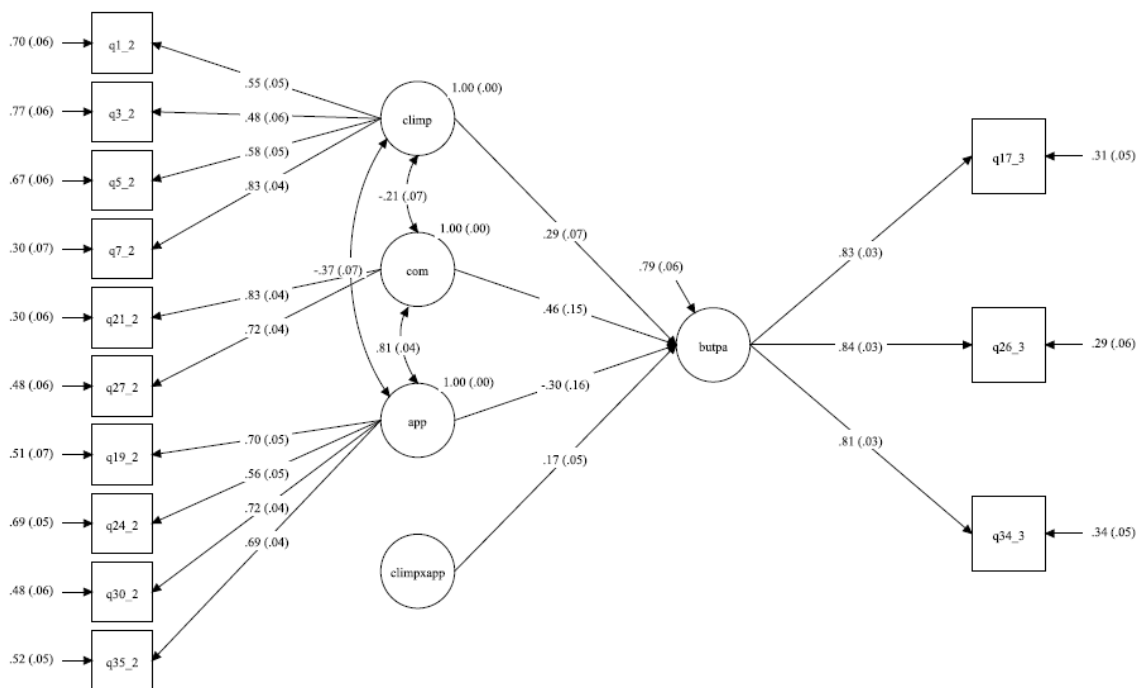 .70 (.06)
q1_2
.77 (.06)
q3_2
.67 (.06)
q5_2
.30 (.07)
q7_2
.30 (.06)
q21_2
.48 (.06)
q27_2
.51 (.07)
q19_2
.69 (.05)
q24_2
.48 (.06)
q30_2
.52 (.05)
q35_2
.55 (.05)
.48 (.06)
.58 (.05)
.83 (.04)
.83 (.04)
.72 (.04)
.70 (.05)
.56 (.05)
.72 (.04)
.69 (.04)
1.00 (.00)
climp
-.21 (.07)
1.00 (.00)
com
-.37 (.07)
.81 (.04)
1.00 (.00)
app
climpxapp
.29 (.07)
.46 (.15)
-.30 (.16)
.17 (.05)
.79 (.06)
butpa
.83 (.03)
.84 (.03)
.81 (.03)
q17_3
.31 (.05)
q26_3
.29 (.06)
q34_3
.34 (.05)